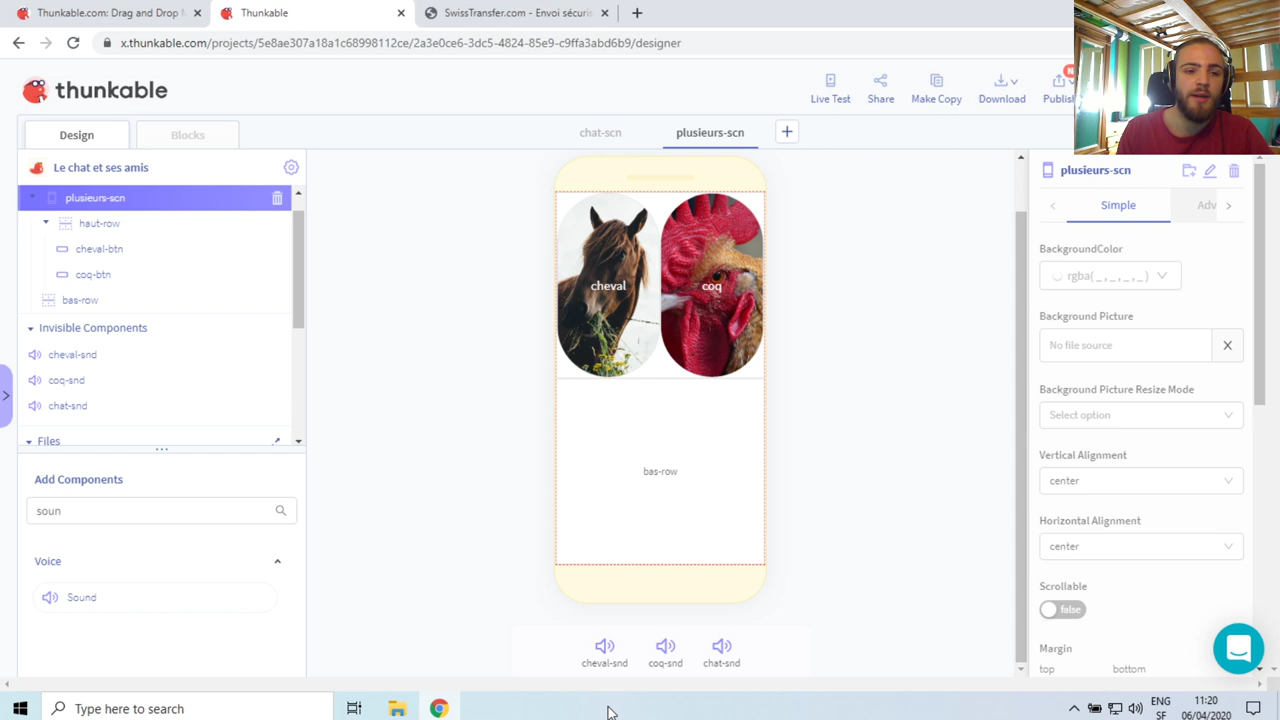 Thunkable.com: Drag and Drop M
Thunkable
SwissTransfer.com - Envoi sécuris
x.thunkable.com/projects/5e8ae307a18a1c68998112ce/2a3e0ce6-3dc5-4824-85e9-c9ffa3abd6b9/designer
thunkable
Live Test
Share
Make Copy
Download
Publish
N
Design
Blocks
chat-scn
plusieurs-scn
Le chat et ses amis
plusieurs-scn
haut-row
cheval-btn
coq-btn
bas-row
Invisible Components
cheval-snd
coq-snd
chat-snd
Files
Add Components
soun
Voice
Sound
cheval
coq
bas-row
cheval-snd
coq-snd
chat-snd
plusieurs-scn
Simple
Adv
BackgroundColor
rgba(_,_,_,_)
Background Picture
No file source
Background Picture Resize Mode
Select option
Vertical Alignment
center
Horizontal Alignment
center
Scrollable
false
Margin
top bottom
Type here to search
ENG
SF
11:20
06/04/2020